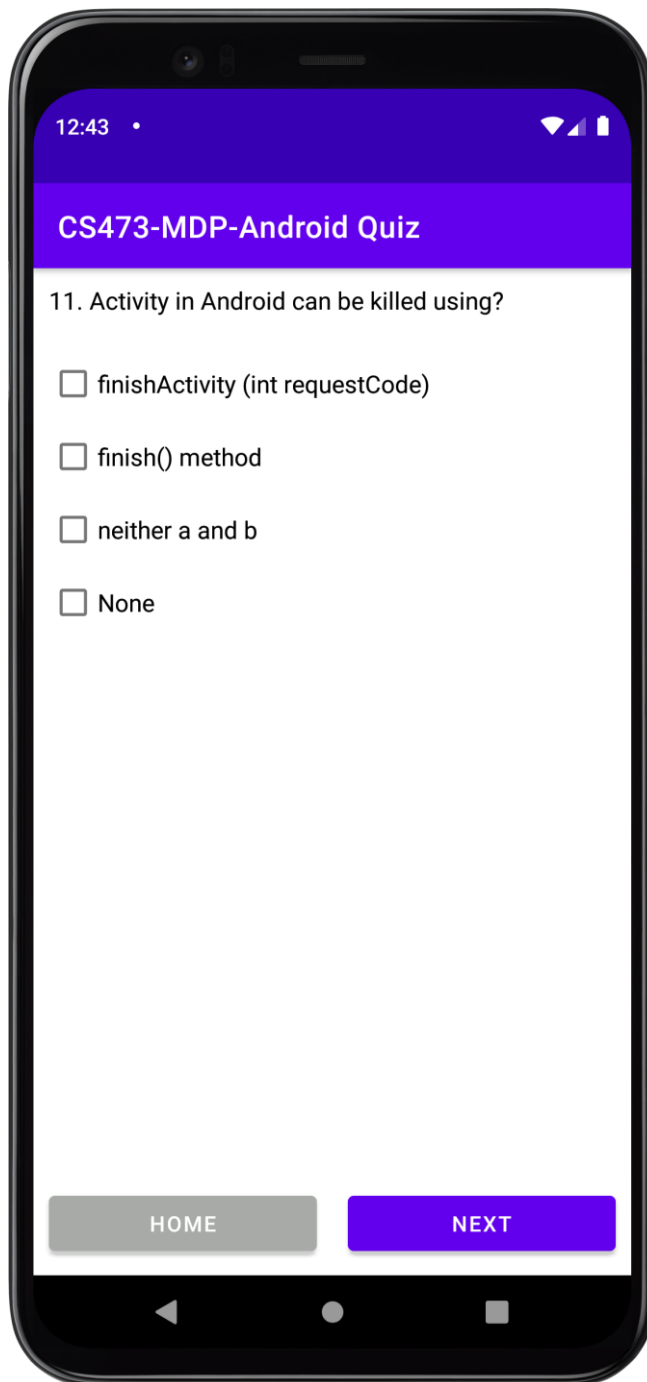 12:43
CS473-MDP-Android Quiz
11. Activity in Android can be killed using?
finishActivity (int requestCode)
finish() method
neither a and b
None
HOME NEXT